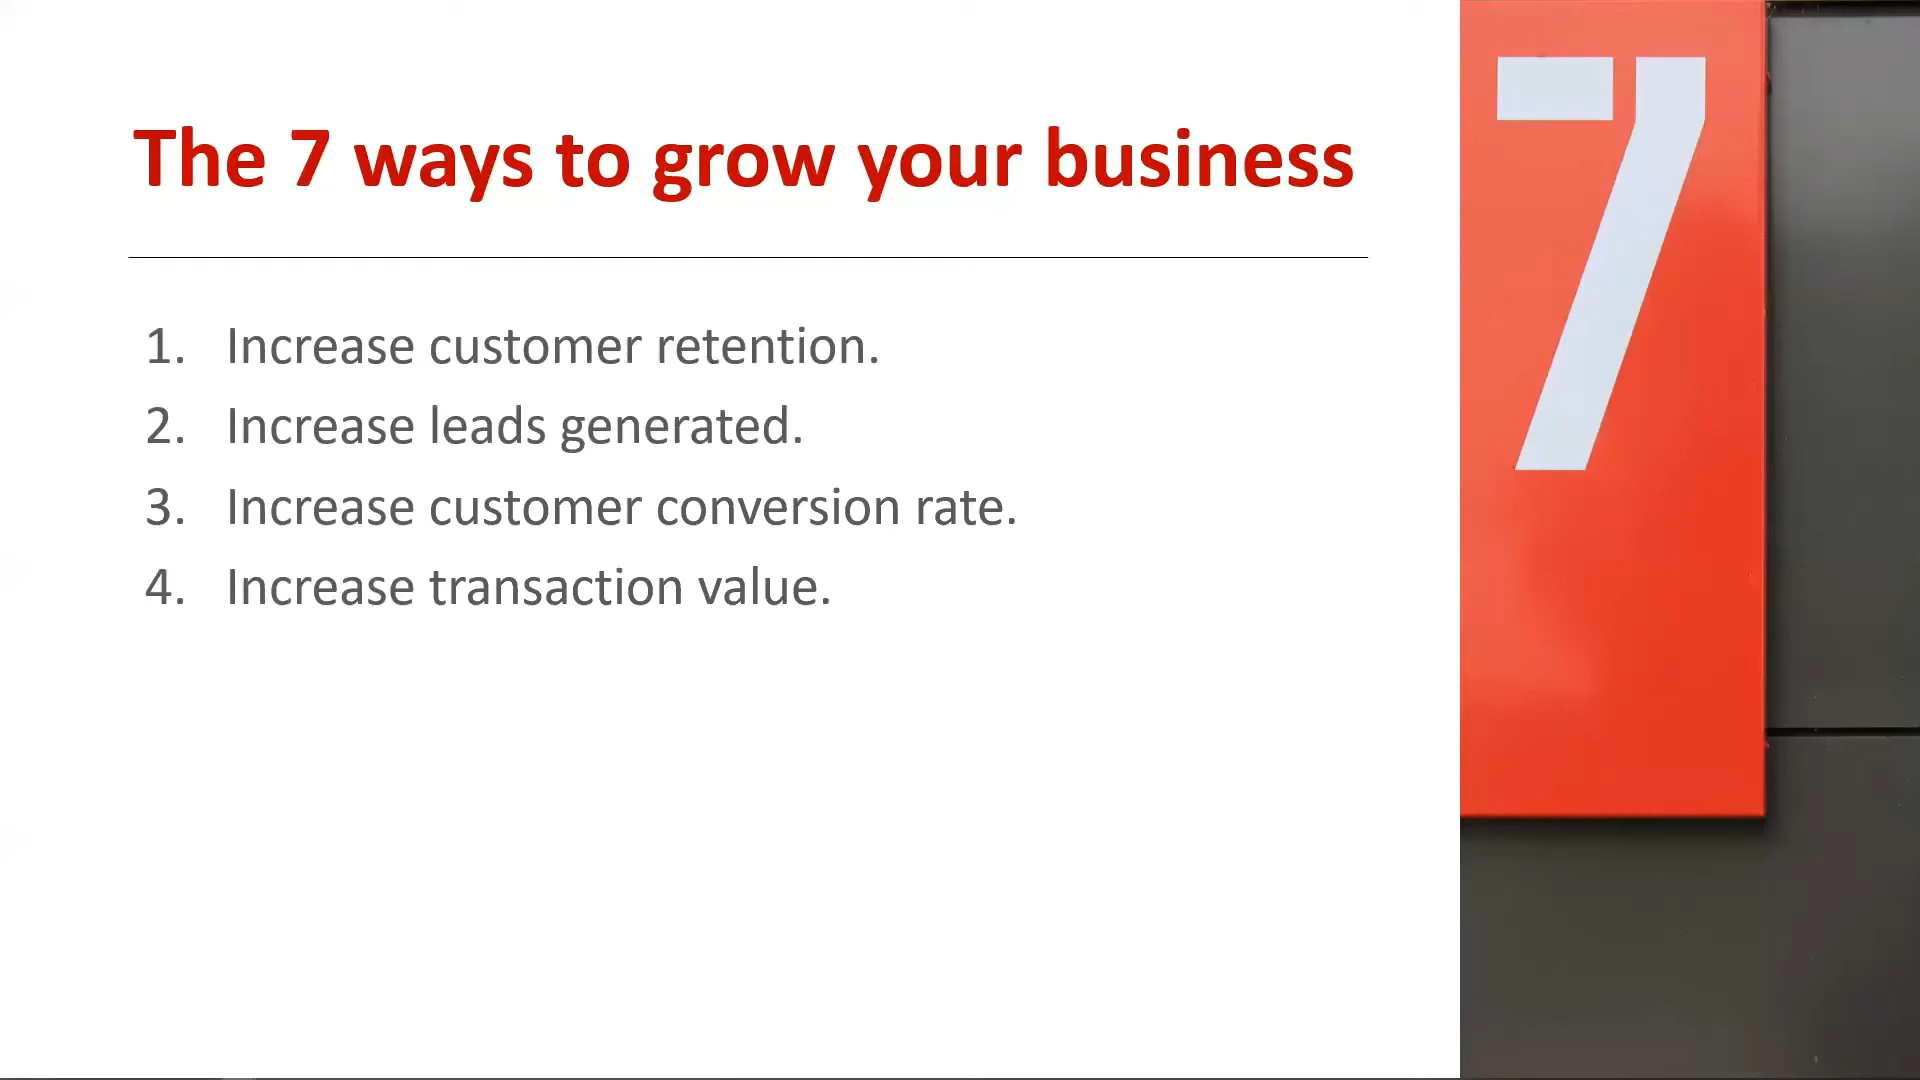 The 7 ways to grow your business
1. Increase customer retention.
2. Increase leads generated.
3. Increase customer conversion rate.
4. Increase transaction value.
7